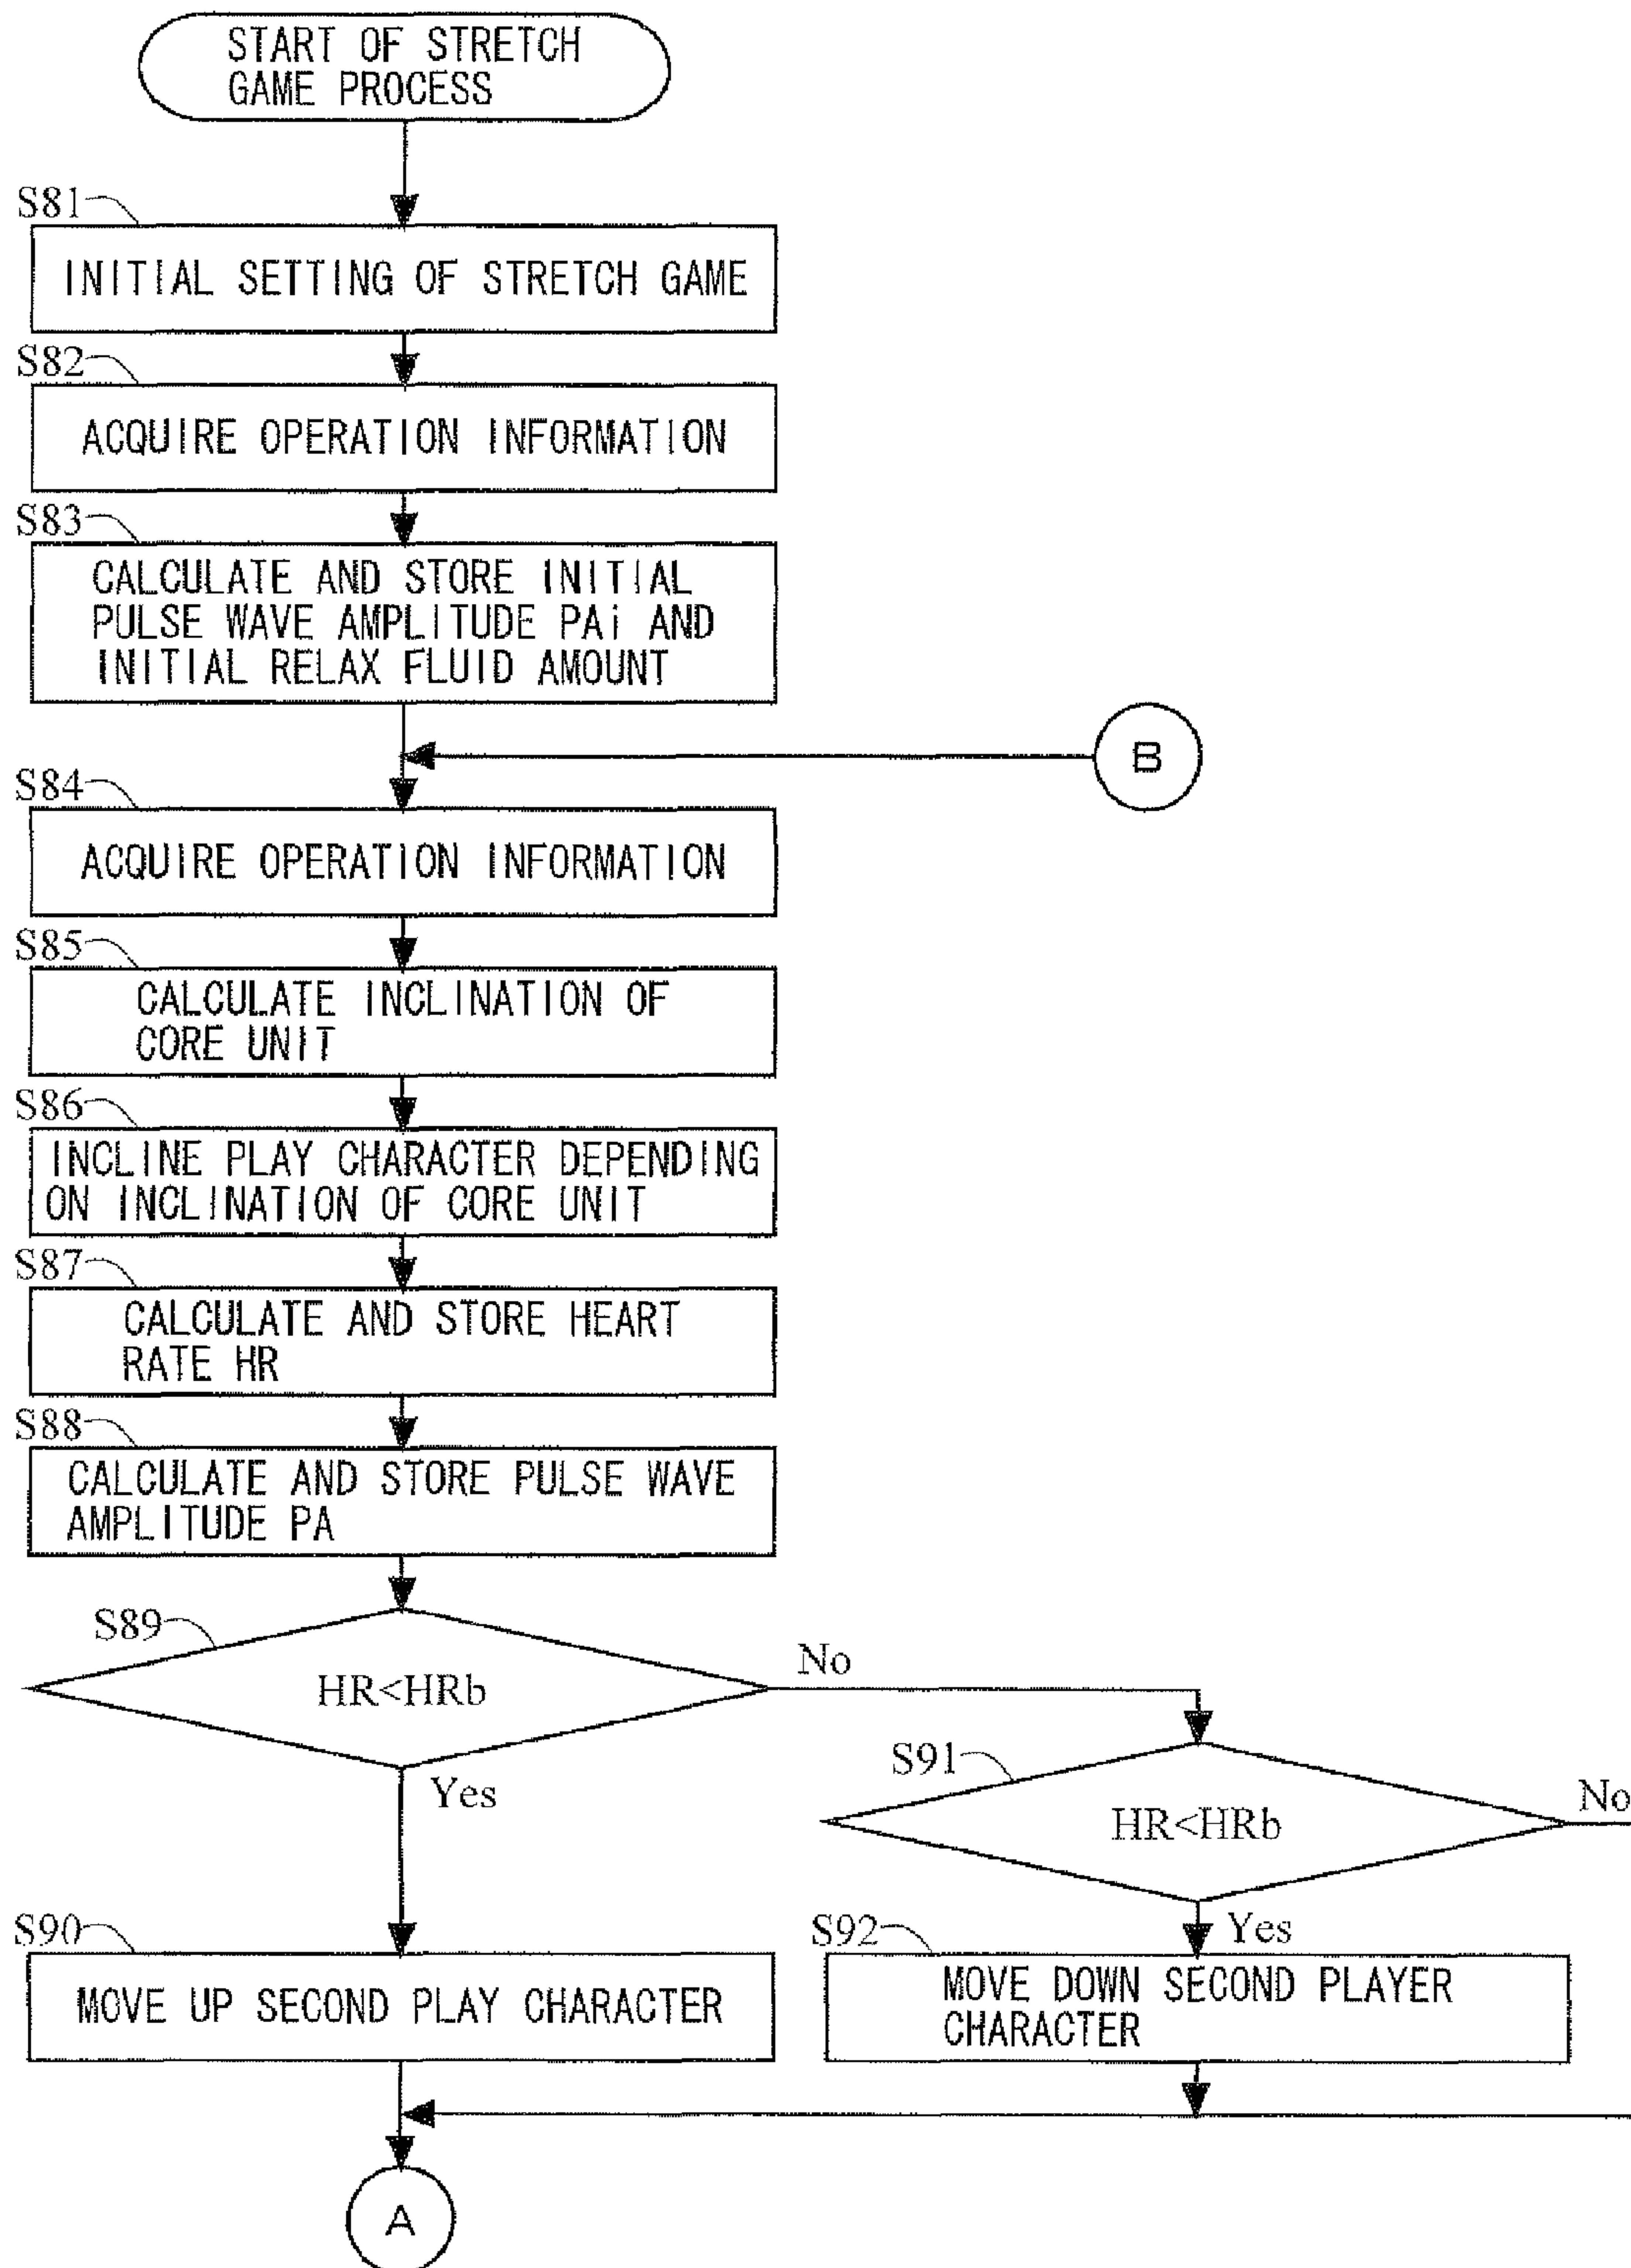 START OF STRETCH
GAME PROCESS
S81
INITIAL SETTING OF STRETCH GAME
S82
ACQUIRE OPERATION INFORMATION
S83
CALCULATE AND STORE INITIAL
PULSE WAVE AMPLITUDE PAi AND
INITIAL RELAX FLUID AMOUNT
B
S84
ACQUIRE OPERATION INFORMATION
S85
CALCULATE INCLINATION OF
CORE UNIT
S86
INCLINE PLAY CHARACTER DEPENDING
ON INCLINATION OF CORE UNIT
S87
CALCULATE AND STORE HEART
RATE HR
S88
CALCULATE AND STORE PULSE WAVE
AMPLITUDE PA
S89
HR<HRb
No
Yes
S91
HR<HRb
No
Yes
S90
MOVE UP SECOND PLAY CHARACTER
S92
MOVE DOWN SECOND PLAYER
CHARACTER
A